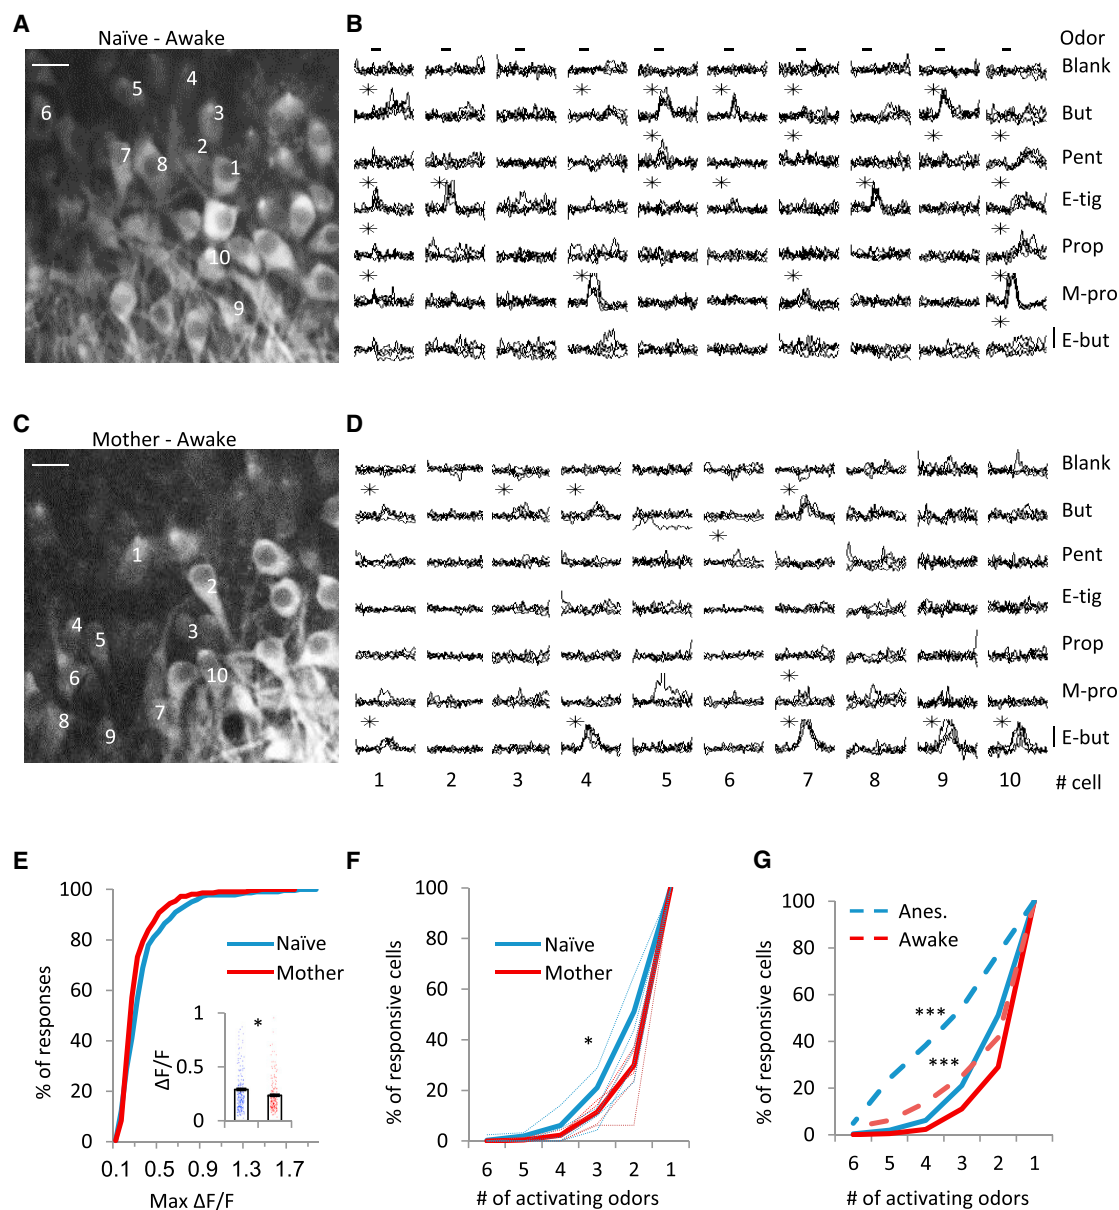 A
Naïve - Awake
1
2
3
4
5
6
7
8
9
10
B
Odor
Blank
But
Pent
E-tig
Prop
M-pro
E-but
C
Mother - Awake
1
2
3
4
5
6
7
8
9
10
D
Blank
But
Pent
E-tig
Prop
M-pro
E-but
1 2 3 4 5 6 7 8 9 10 # cell
E
% of responses
100
80
60
40
20
0
0.1 0.5 0.9 1.3 1.7
Max ΔF/F
Naïve
Mother
ΔF/F
1
0.5
0
*
F
% of responsive cells
100
80
60
40
20
0
6 5 4 3 2 1
# of activating odors
Naïve
Mother
*
G
% of responsive cells
100
80
60
40
20
0
6 5 4 3 2 1
# of activating odors
Anes.
Awake
***
***